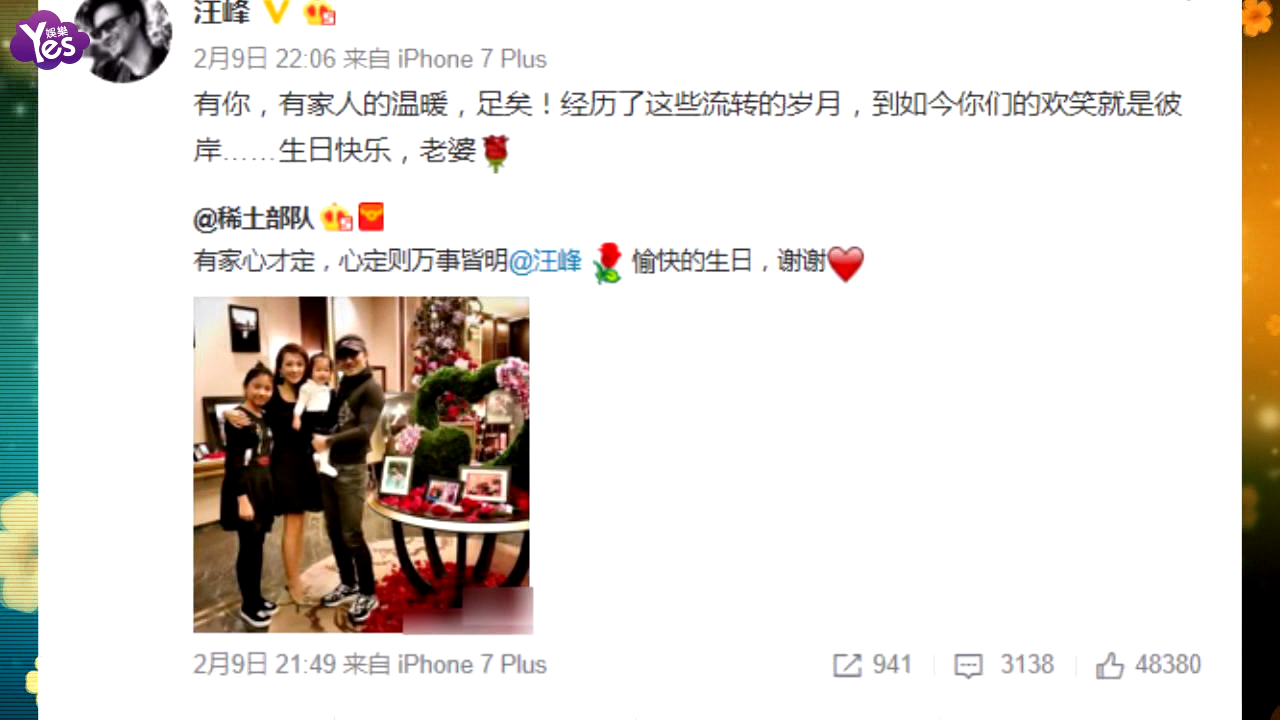 Yes 娛樂
汪峰
2月9日 22:06 来自 iPhone 7 Plus
有你，有家人的温暖，足矣！经历了这些流转的岁月，到如今你们的欢笑就是彼
岸……生日快乐，老婆
@稀土部队
有家心才定，心定则万事皆明@汪峰 愉快的生日，谢谢
2月9日 21:49 来自 iPhone 7 Plus
941 3138 48380